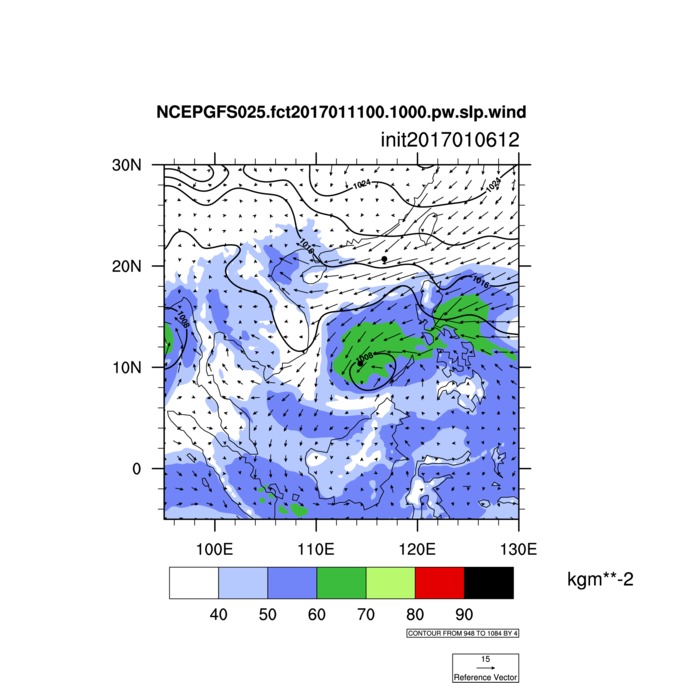 NCEPGFS025.fct2017011100.1000.pw.slp.wind
init2017010612
30N
20N
10N
0
1024
1024
1016
1016
1008
1008
100E 110E 120E 130E
kgm**-2
40 50 60 70 80 90
CONTOUR FROM 948 TO 1084 BY 4
15
Reference Vector